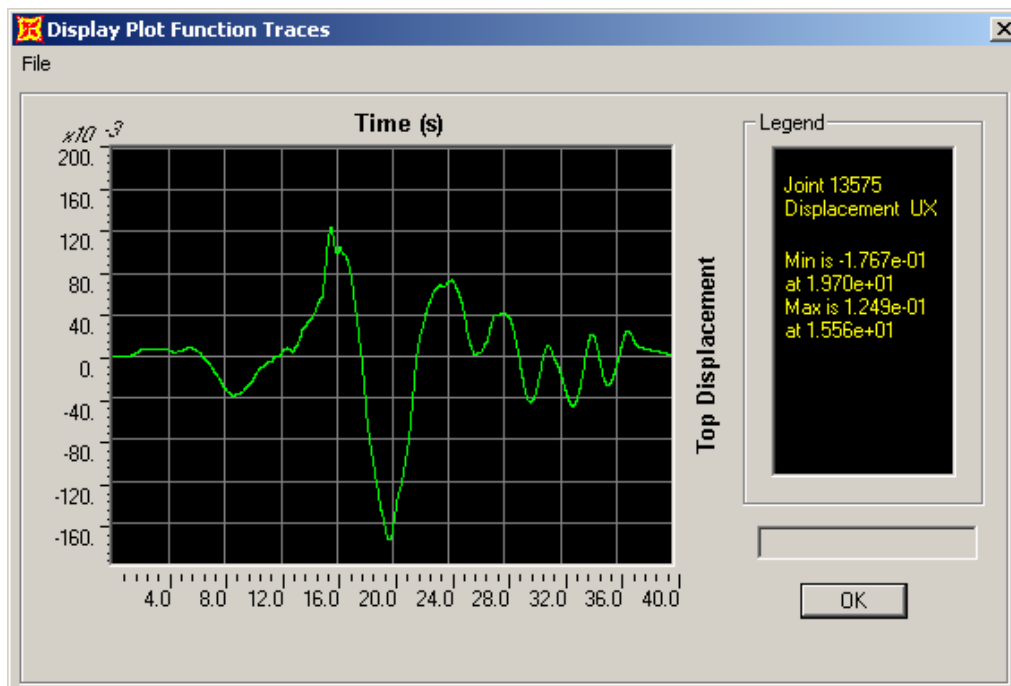 Display Plot Function Traces
File
Time (s)
x10 -3
200.
160.
120.
80.
40.
0.
-40.
-80.
-120.
-160.
4.0 8.0 12.0 16.0 20.0 24.0 28.0 32.0 36.0 40.0
Top Displacement
Legend
Joint 13575
Displacement UX
Min is -1.767e-01
at 1.970e+01
Max is 1.249e-01
at 1.556e+01
OK